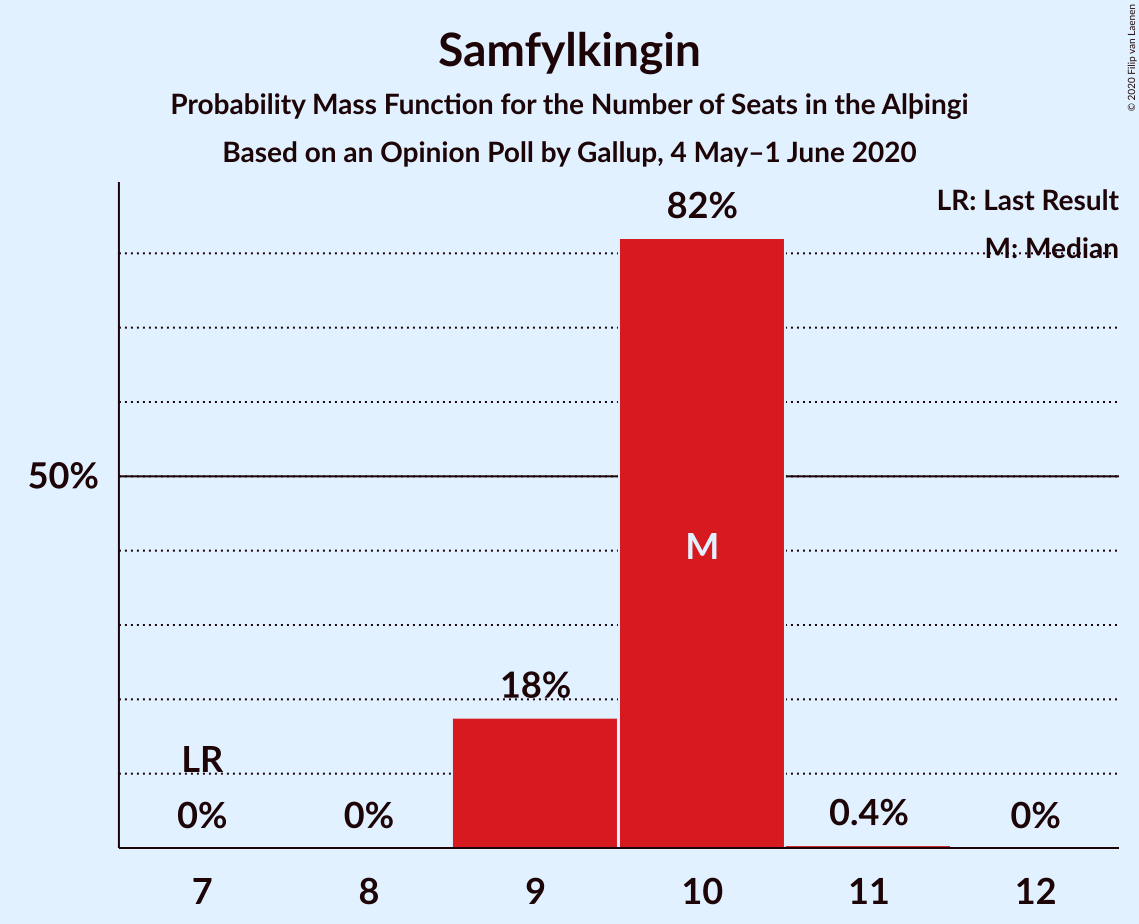 Samfylkingin
Probability Mass Function for the Number of Seats in the Alþingi
Based on an Opinion Poll by Gallup, 4 May–1 June 2020
© 2020 Filip van Laenen
LR: Last Result
M: Median
82%
50%
M
18%
LR
0%
0%
0.4%
0%
7
8
9
10
11
12